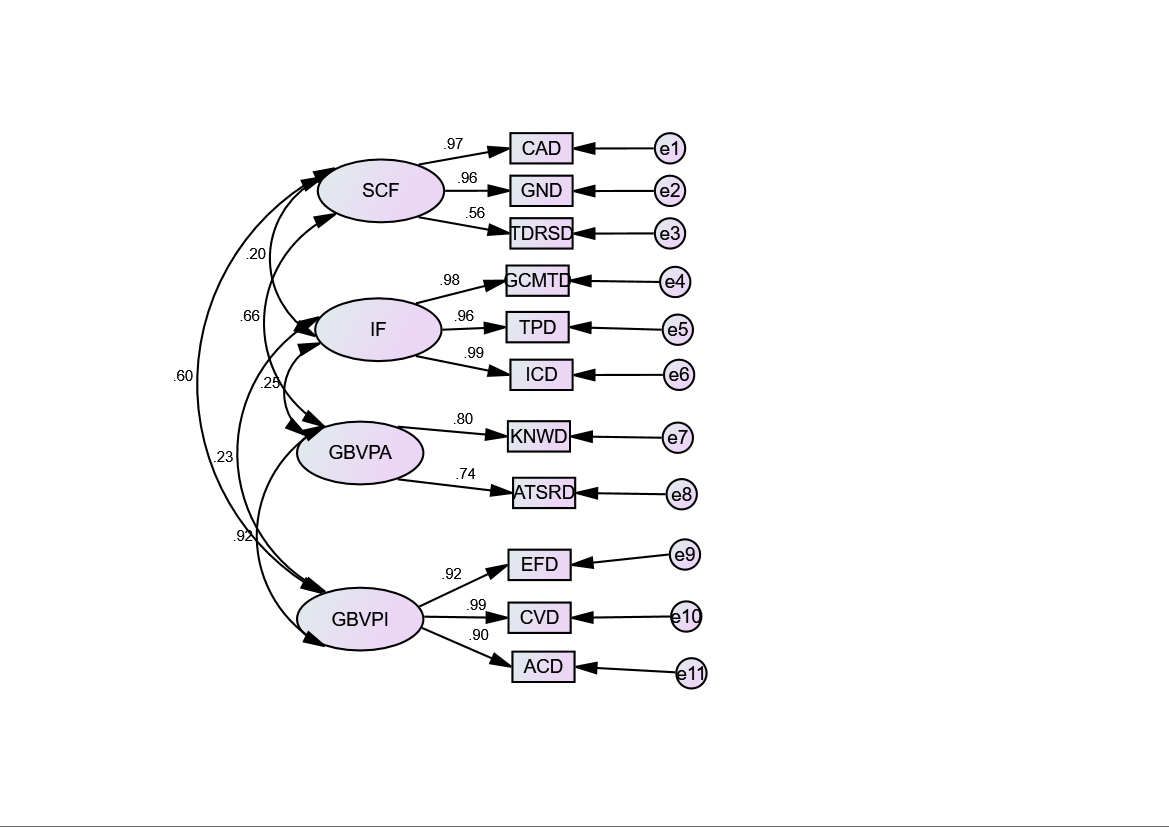 .97
CAD
e1
SCF
.96
GND
e2
.56
TDRSD
e3
.20
.98
GCMTD
e4
.66
IF
.96
TPD
e5
.99
ICD
e6
.60
.25
.80
KNWD
e7
GBVPA
.23
.74
ATSRD
e8
.92
EFD
e9
.92
GBVPI
.99
CVD
e10
.90
ACD
e11